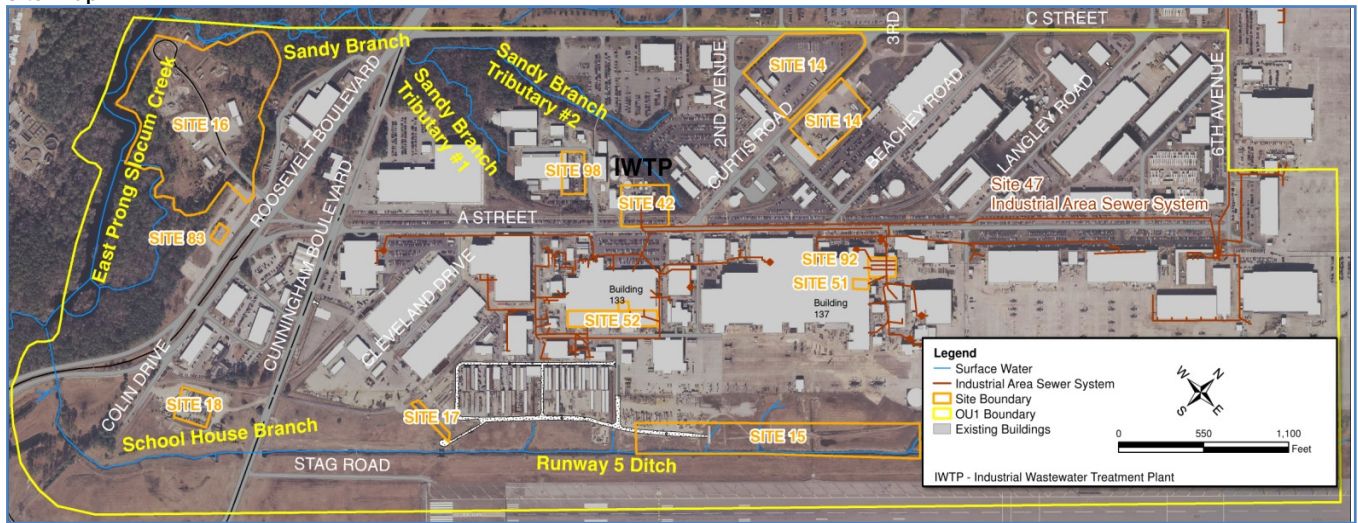 C STREET
Sandy Branch
3RD
SITE 14
2ND AVENUE
Sandy Branch
Tributary #2
East Prong Slocum Creek
ROOSEVELT BOULEVARD
Sandy Branch
Tributary #1
6TH AVENUE
SITE 16
SITE 14
BEACHEY ROAD
LANGLEY ROAD
CURTIS ROAD
IWTP
SITE 98
SITE 42
Site 47
Industrial Area Sewer System
A STREET
SITE 83
CUNNINGHAM BOULEVARD
SITE 92
SITE 51
Building
133
Building
137
SITE 52
CLEVELAND DRIVE
COLIN DRIVE
SITE 18
SITE 17
School House Branch
SITE 15
STAG ROAD
Runway 5 Ditch
Legend
Surface Water
Industrial Area Sewer System
Site Boundary
OU1 Boundary
Existing Buildings
N
W
E
S
0 550 1,100
Feet
IWTP - Industrial Wastewater Treatment Plant